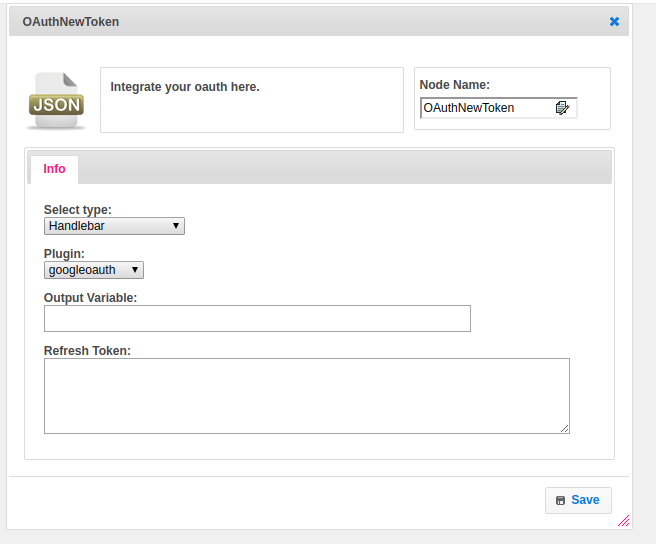 OAuthNewToken
JSON
Integrate your oauth here.
Node Name:
OAuthNewToken
Info
Select type:
Handlebar
Plugin:
googleoauth
Output Variable:
Refresh Token:
Save